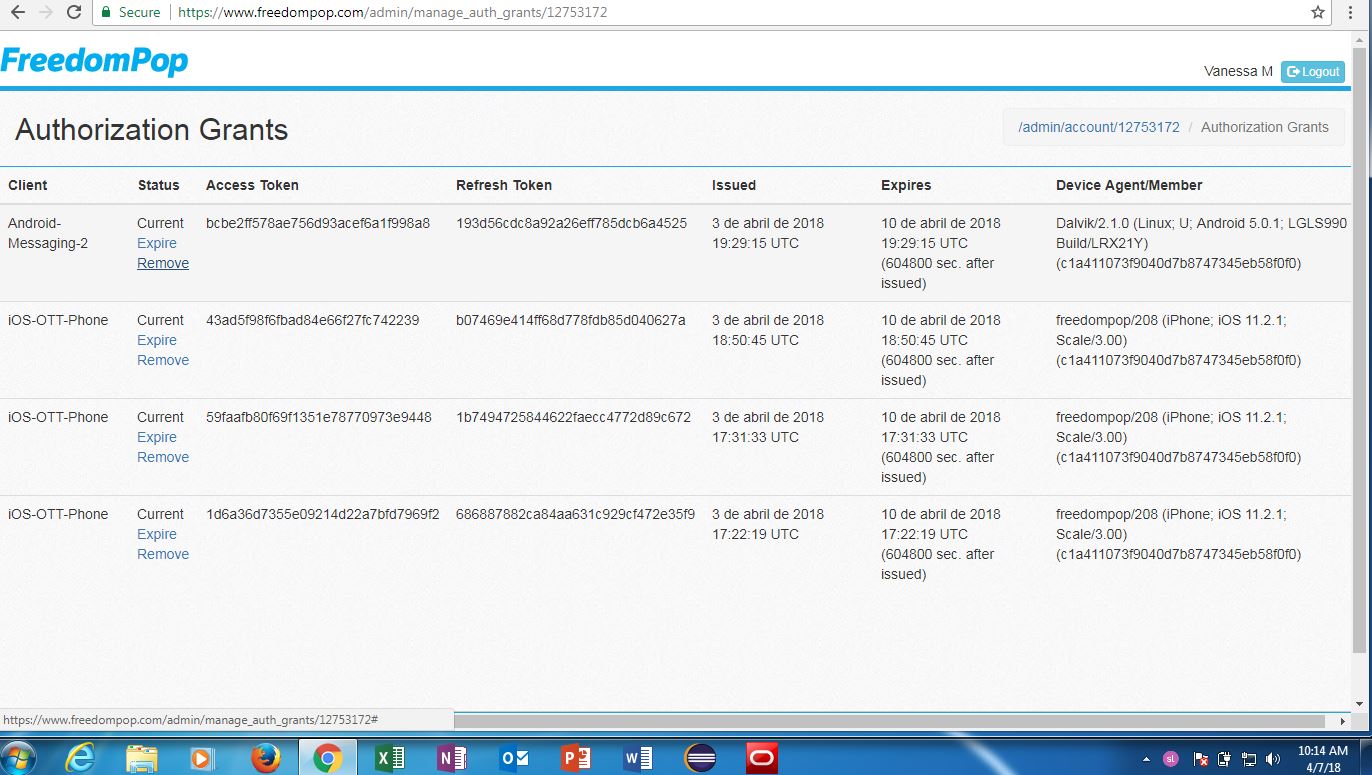 Secure https://www.freedompop.com/admin/manage_auth_grants/12753172
FreedomPop
Vanessa M Logout
Authorization Grants
/admin/account/12753172 / Authorization Grants
Client Status Access Token Refresh Token Issued Expires Device Agent/Member
Android- Current bcbe2ff578ae756d93acef6a1f998a8 193d56cdc8a92a26eff785dcb6a4525 3 de abril de 2018 10 de abril de 2018 Dalvik/2.1.0 (Linux; U; Android 5.0.1; LGLS990
Messaging-2 Expire 19:29:15 UTC 19:29:15 UTC Build/LRX21Y)
Remove (604800 sec. after (c1a411073f9040d7b8747345eb58f0f0)
issued)
iOS-OTT-Phone Current 43ad5f98f6fbad84e66f27fc742239 b07469e414ff68d778fdb85d040627a 3 de abril de 2018 10 de abril de 2018 freedompop/208 (iPhone; iOS 11.2.1;
Expire 18:50:45 UTC 18:50:45 UTC Scale/3.00)
Remove (604800 sec. after (c1a411073f9040d7b8747345eb58f0f0)
issued)
iOS-OTT-Phone Current 59faafb80f69f1351e78770973e9448 1b7494725844622faecc4772d89c672 3 de abril de 2018 10 de abril de 2018 freedompop/208 (iPhone; iOS 11.2.1;
Expire 17:31:33 UTC 17:31:33 UTC Scale/3.00)
Remove (604800 sec. after (c1a411073f9040d7b8747345eb58f0f0)
issued)
iOS-OTT-Phone Current 1d6a36d7355e09214d22a7bfd7969f2 686887882ca84aa631c929cf472e35f9 3 de abril de 2018 10 de abril de 2018 freedompop/208 (iPhone; iOS 11.2.1;
Expire 17:22:19 UTC 17:22:19 UTC Scale/3.00)
Remove (604800 sec. after (c1a411073f9040d7b8747345eb58f0f0)
issued)
https://www.freedompop.com/admin/manage_auth_grants/12753172#
10:14 AM
4/7/18